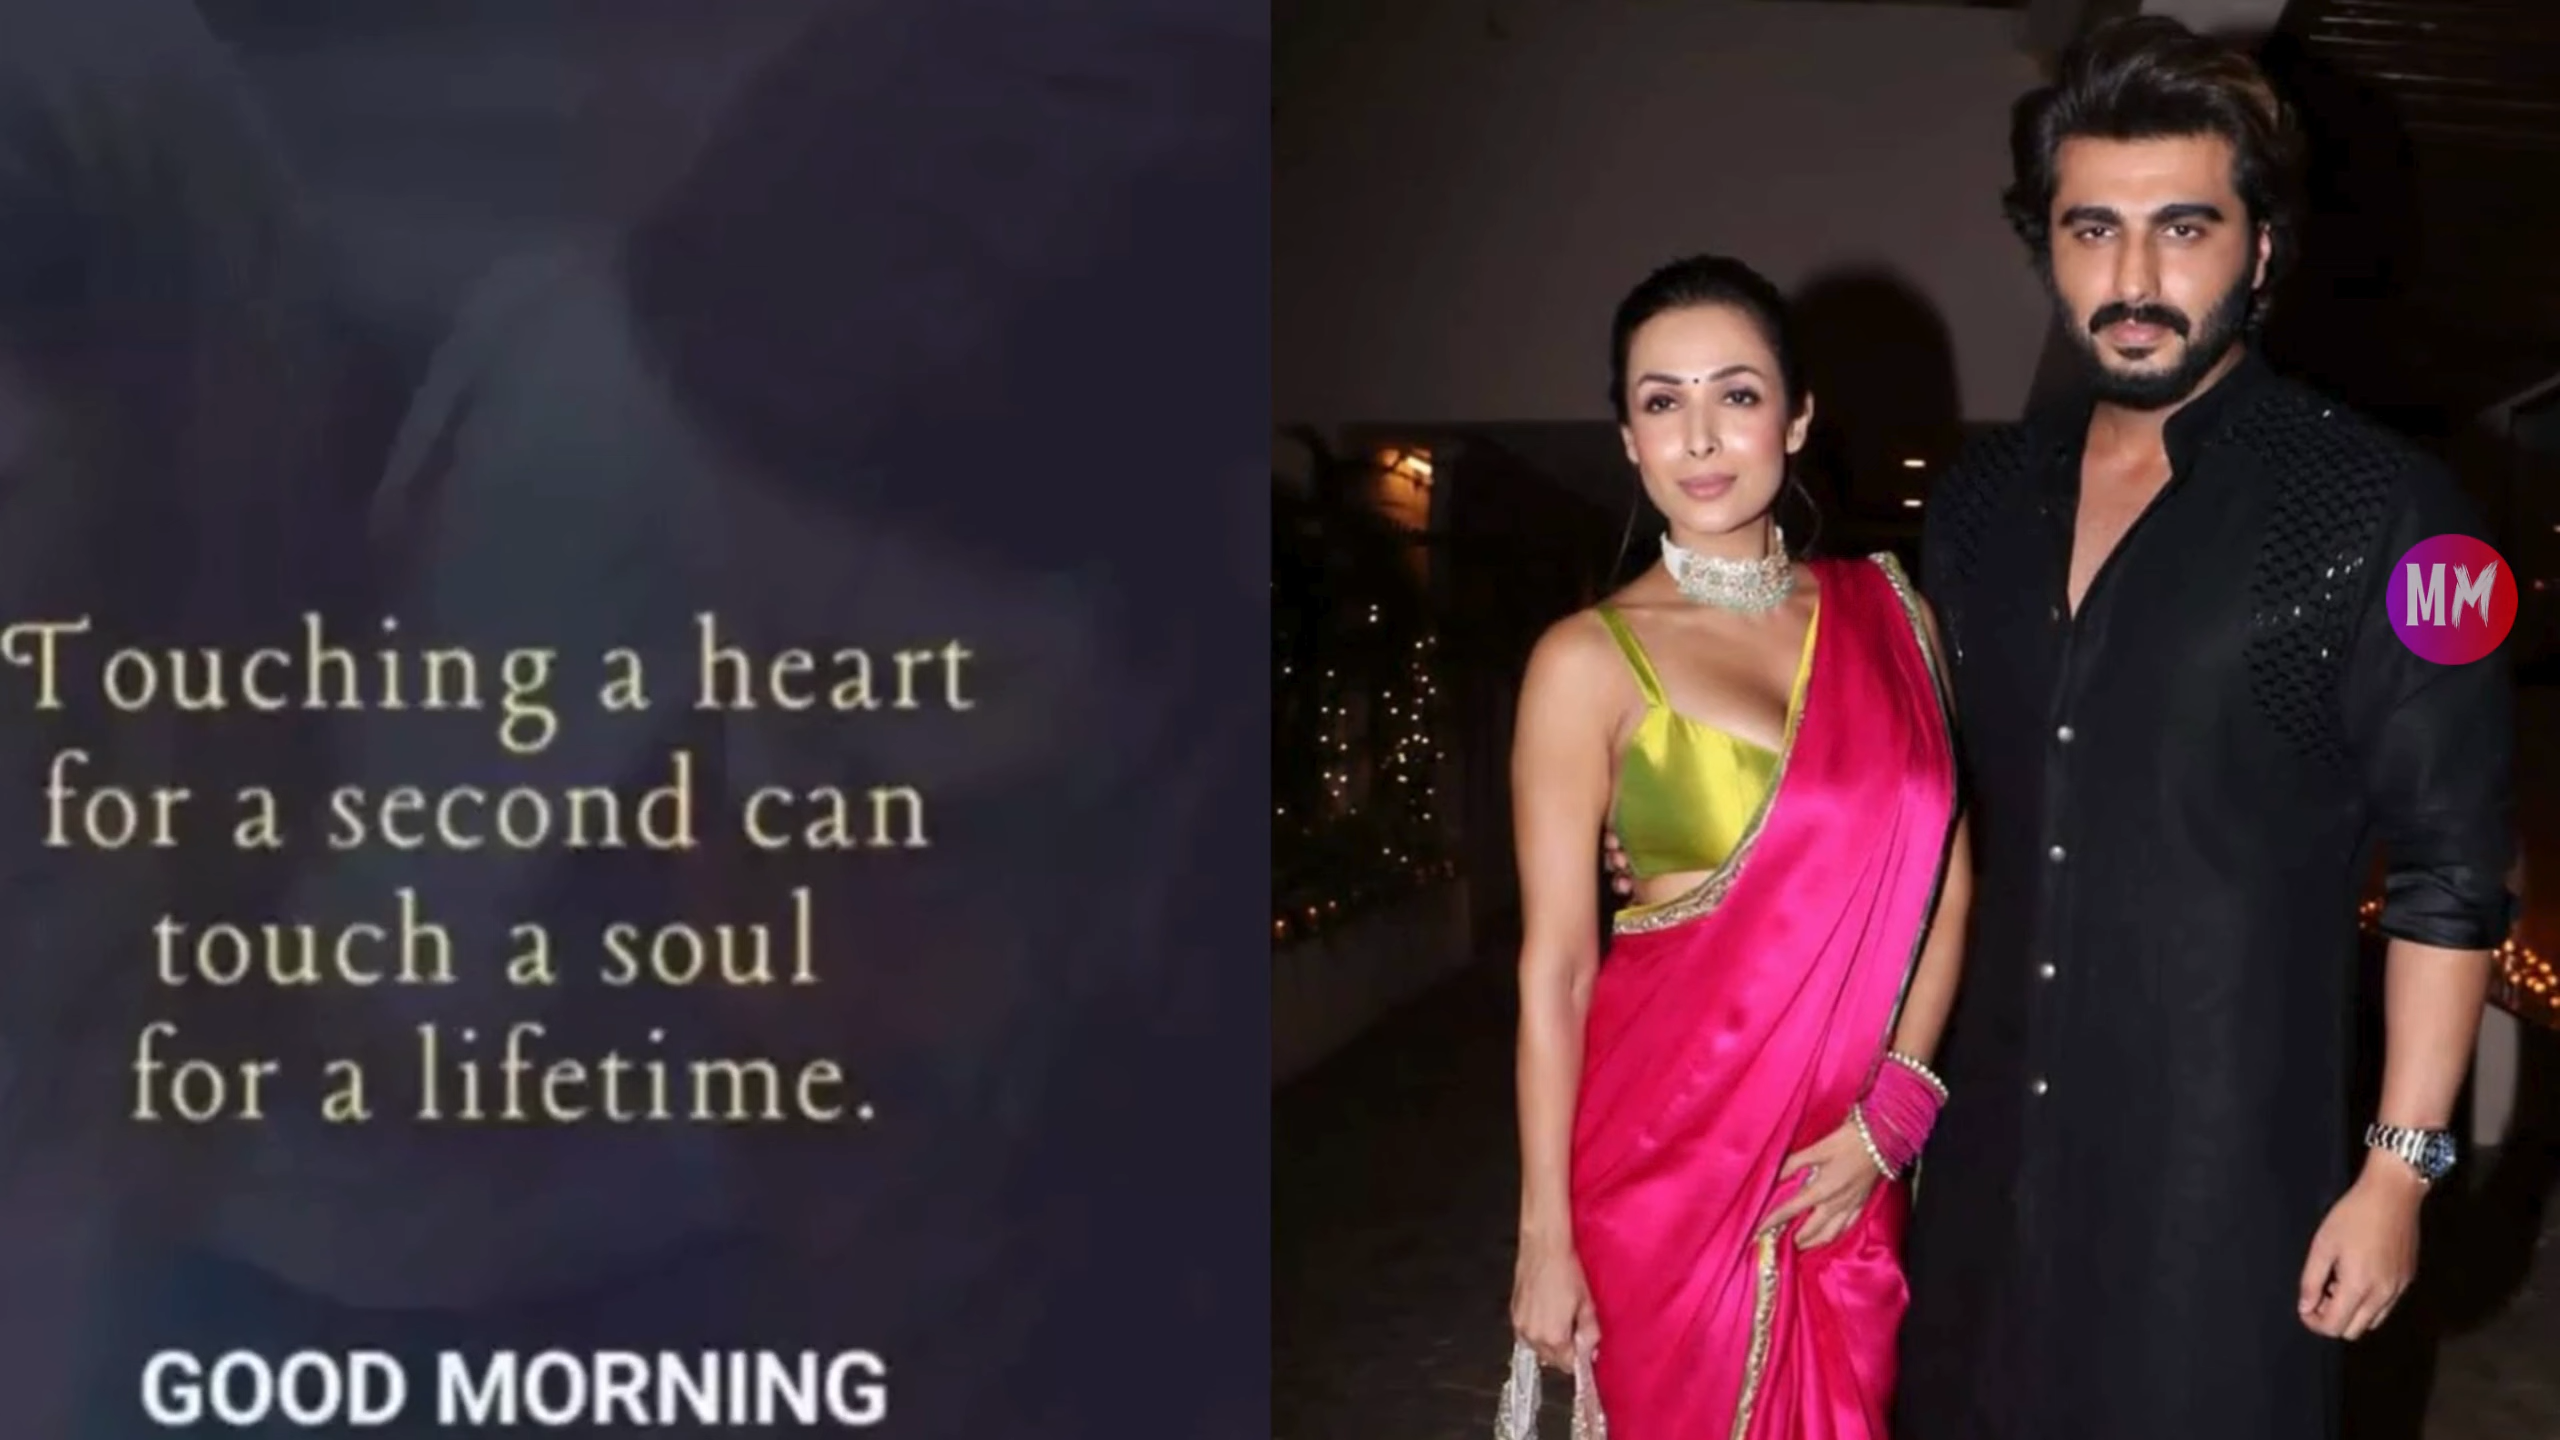 Touching a heart
for a second can
touch a soul
for a lifetime.
GOOD MORNING
MM